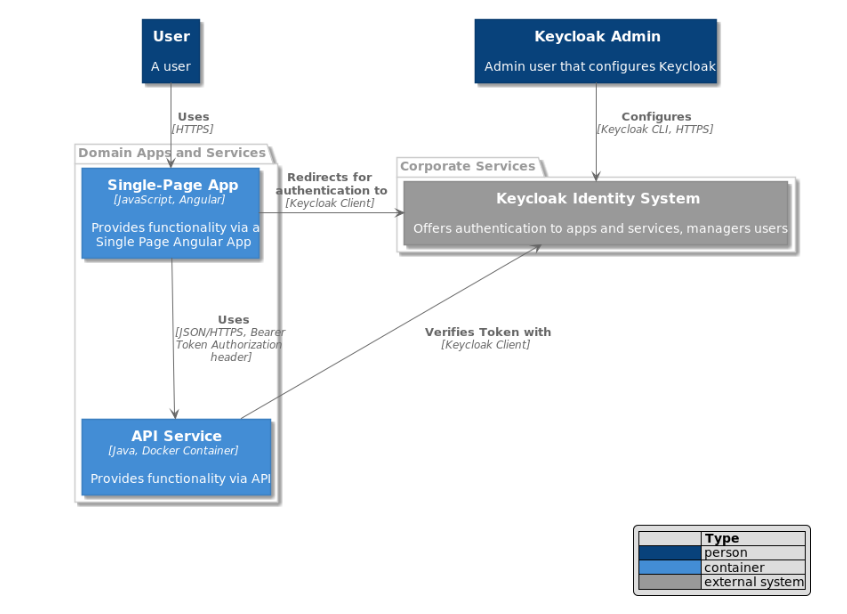 User
A user
Keycloak Admin
Admin user that configures Keycloak
Uses
[HTTPS]
Configures
[Keycloak CLI, HTTPS]
Domain Apps and Services
Single-Page App
[JavaScript, Angular]
Provides functionality via a
Single Page Angular App
Redirects for
authentication to
[Keycloak Client]
Corporate Services
Keycloak Identity System
Offers authentication to apps and services, managers users
Uses
[JSON/HTTPS, Bearer
Token Authorization
header]
Verifies Token with
[Keycloak Client]
API Service
[Java, Docker Container]
Provides functionality via API
Type
person
container
external system